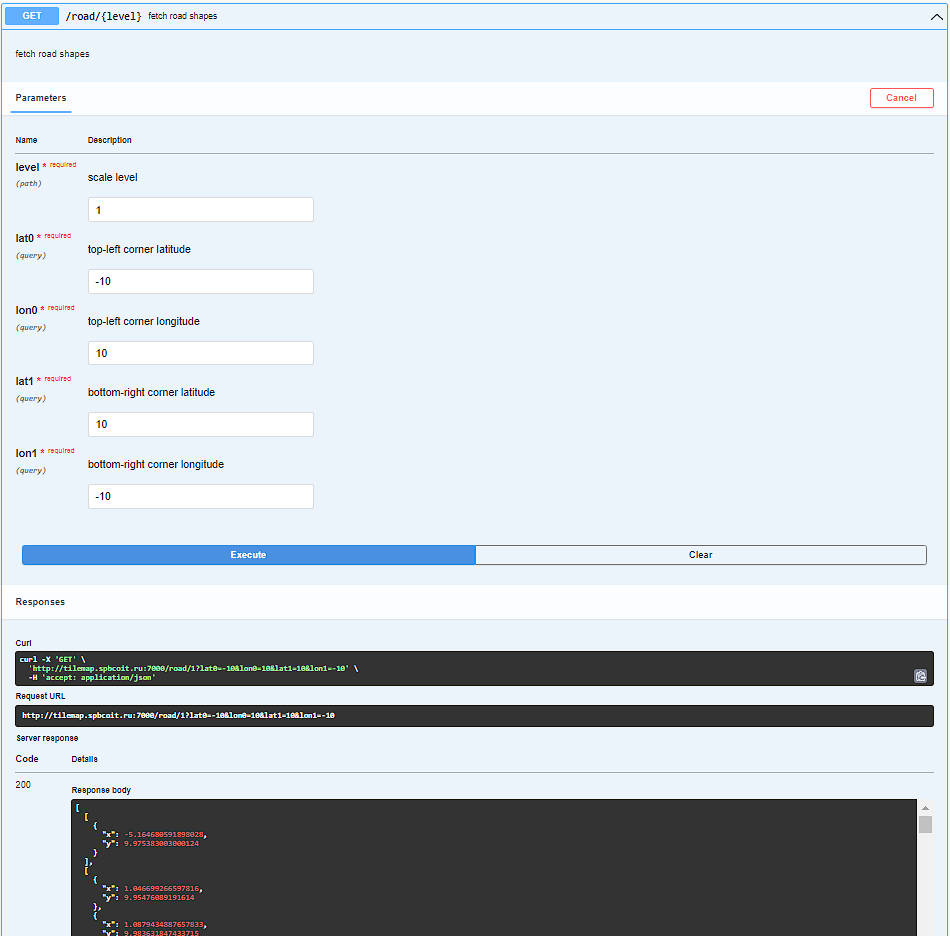 GET /road/{level} fetch road shapes
fetch road shapes
Parameters
Cancel
Name Description
level * required
(path)
scale level
1
lat0 * required
(query)
top-left corner latitude
-10
lon0 * required
(query)
top-left corner longitude
10
lat1 * required
(query)
bottom-right corner latitude
10
lon1 * required
(query)
bottom-right corner longitude
-10
Execute
Clear
Responses
Curl
curl -X 'GET' \
'http://tilemap.spbcoit.ru:7000/road/1?lat0=-10&lon0=10&lat1=10&lon1=-10' \
-H 'accept: application/json'
Request URL
http://tilemap.spbcoit.ru:7000/road/1?lat0=-10&lon0=10&lat1=10&lon1=-10
Server response
Code Details
200
Response body
[
[
{
"x": -5.164680591898028,
"y": 9.975383003000124
}
],
[
{
"x": 1.046699266597816,
"y": 9.95476089191614
},
{
"x": 1.0879434887657833,
"y": 9.983631847433715